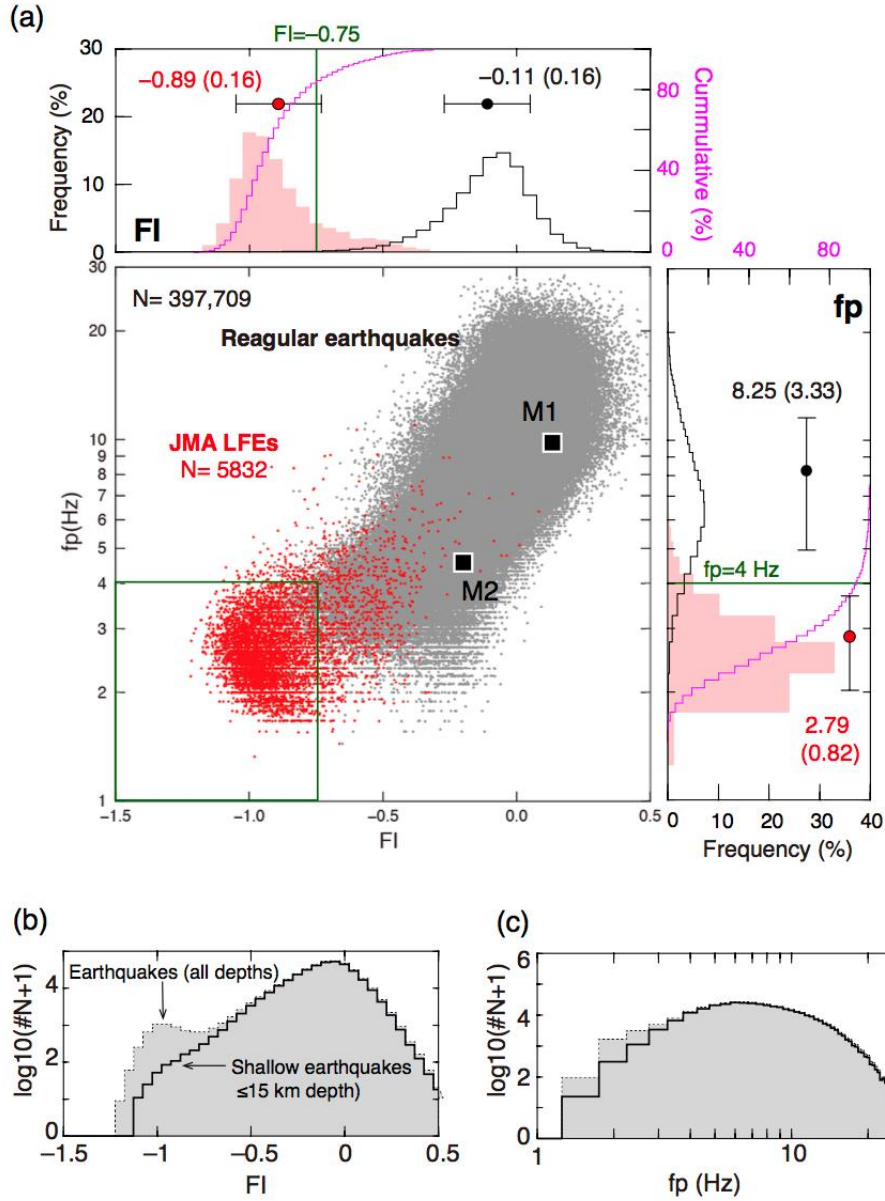 (a)
FI=−0.75
−0.89 (0.16)
−0.11 (0.16)
Frequency (%)
30
20
10
0
Cummulative (%)
80
40
0
FI
0
40
80
N= 397,709
Reagular earthquakes
JMA LFEs
N= 5832
M1
M2
fp(Hz)
30
20
10
9
8
7
6
5
4
3
2
1
−1.5
−1.0
−0.5
0.0
0.5
FI
fp
8.25 (3.33)
fp=4 Hz
2.79
(0.82)
0
10
20
30
40
Frequency (%)
(b)
log10(#N+1)
4
2
0
Earthquakes (all depths)
Shallow earthquakes
≤15 km depth)
−1.5
−1
−0.5
0
0.5
FI
(c)
log10(#N+1)
6
4
2
0
1
10
fp (Hz)